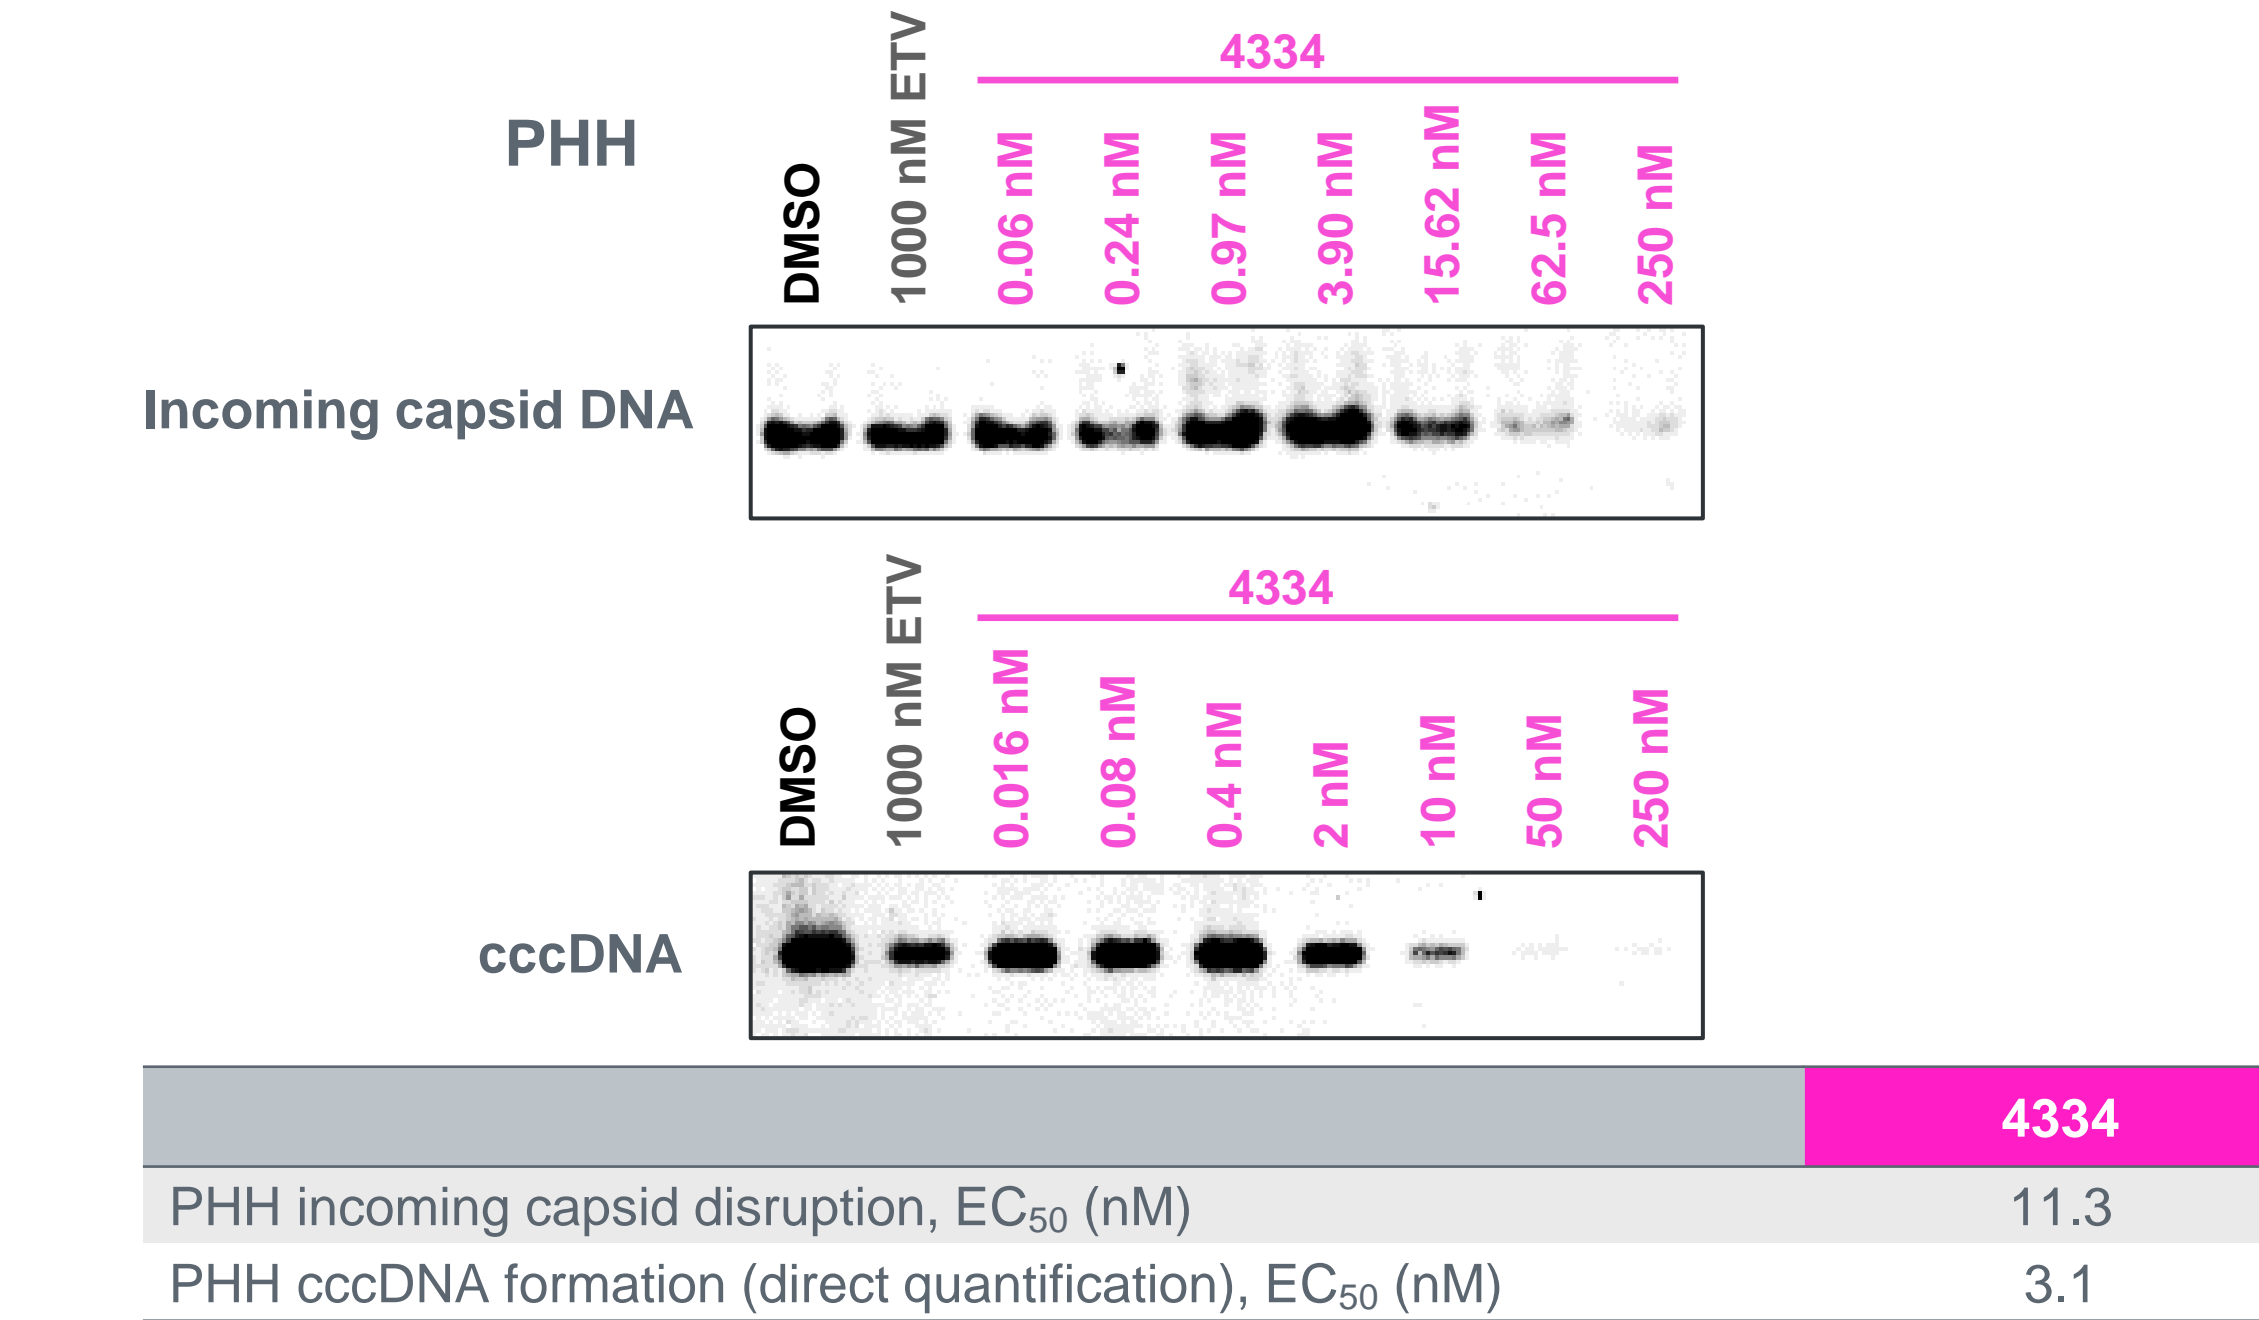 PHH
4334
DMSO
1000 nM ETV
0.06 nM
0.24 nM
0.97 nM
3.90 nM
15.62 nM
62.5 nM
250 nM
Incoming capsid DNA
4334
DMSO
1000 nM ETV
0.016 nM
0.08 nM
0.4 nM
2 nM
10 nM
50 nM
250 nM
cccDNA
4334
PHH incoming capsid disruption, EC₅₀ (nM) 11.3
PHH cccDNA formation (direct quantification), EC₅₀ (nM) 3.1